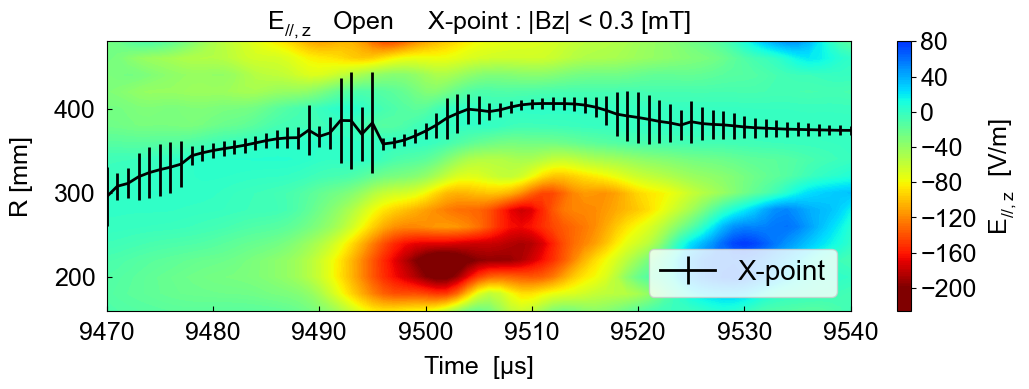 E//, z Open X-point : |Bz| < 0.3 [mT]
R [mm]
400
300
200
9470 9480 9490 9500 9510 9520 9530 9540
Time [μs]
X-point
80
40
0
−40
−80
−120
−160
−200
E//, z [V/m]